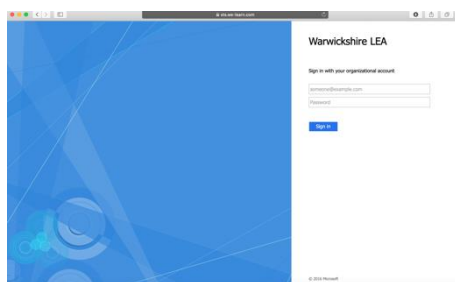 Warwickshire LEA
Sign in with your organizational account
someone@example.com
Password
Sign in
© 2016 Microsoft